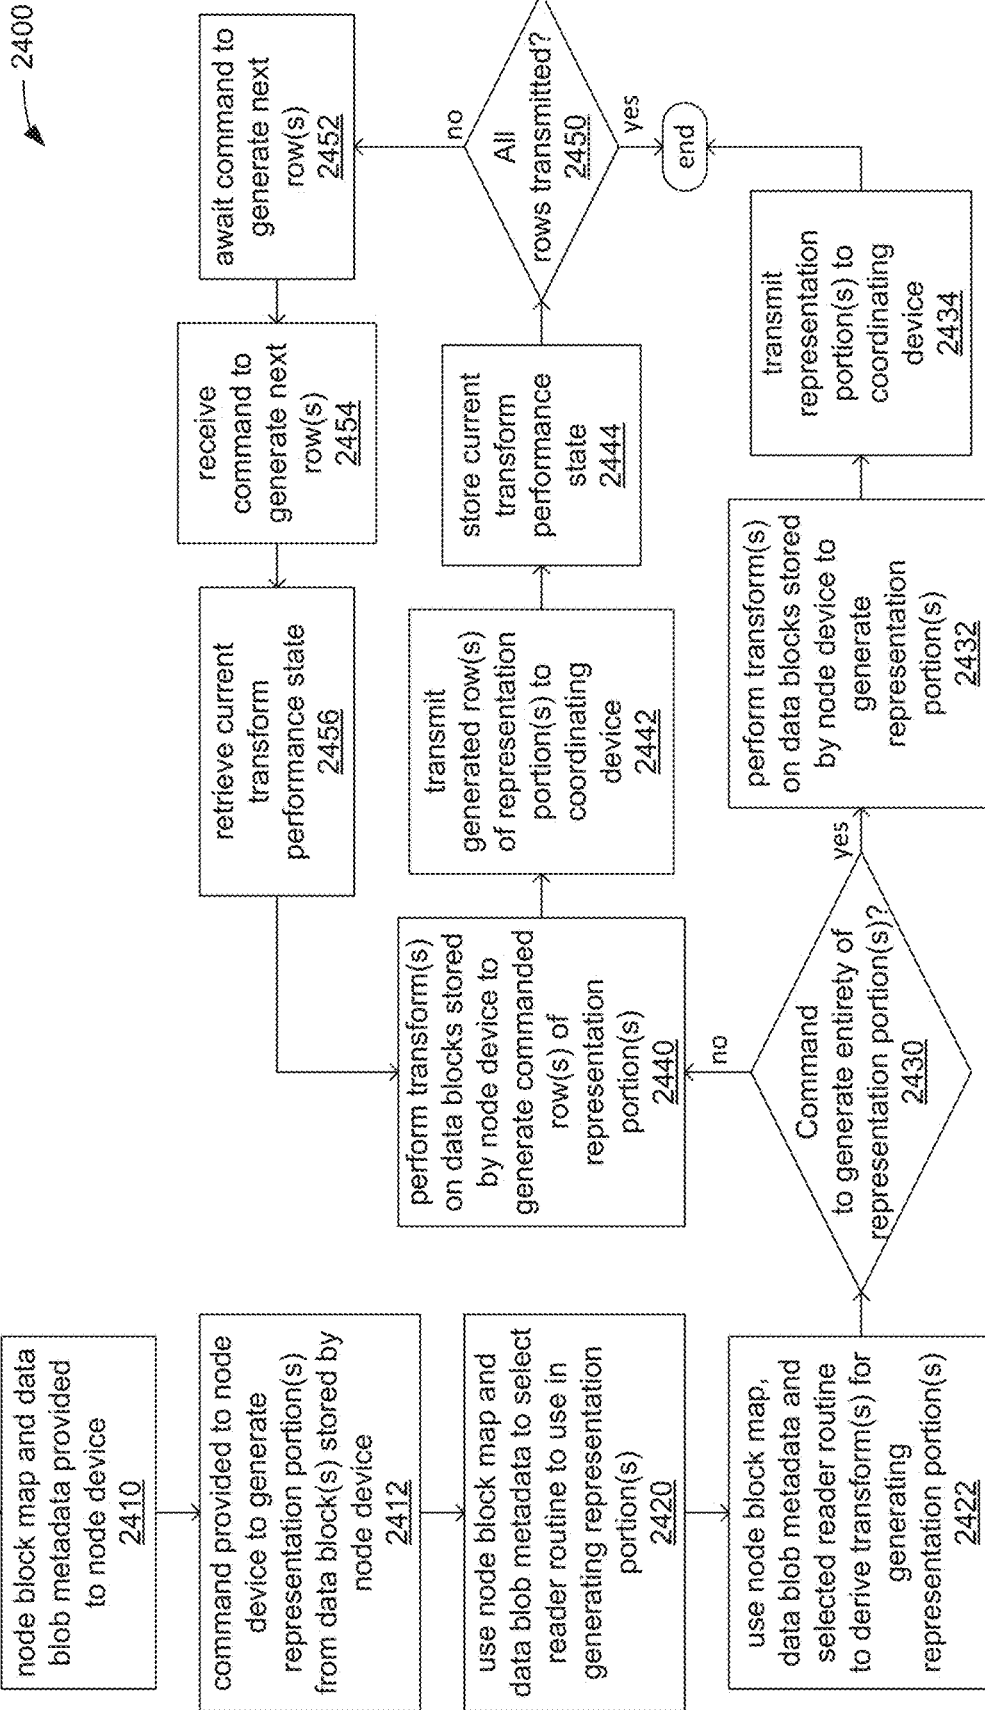 2400
node block map and data
blob metadata provided
to node device
2410
command provided to node
device to generate
representation portion(s)
from data block(s) stored by
node device
2412
use node block map and
data blob metadata to select
reader routine to use in
generating representation
portion(s)
2420
use node block map,
data blob metadata and
selected reader routine
to derive transform(s) for
generating
representation portion(s)
2422
Command
to generate entirety of
representation portion(s)?
2430
yes
no
perform transform(s)
on data blocks stored
by node device to
generate
representation
portion(s)
2432
transmit
representation
portion(s) to
coordinating
device
2434
perform transform(s)
on data blocks stored
by node device to
generate commanded
row(s) of
representation
portion(s)
2440
transmit
generated row(s)
of representation
portion(s) to
coordinating
device
2442
store current
transform
performance
state
2444
All
rows transmitted?
2450
yes
no
end
await command to
generate next
row(s)
2452
receive
command to
generate next
row(s)
2454
retrieve current
transform
performance state
2456